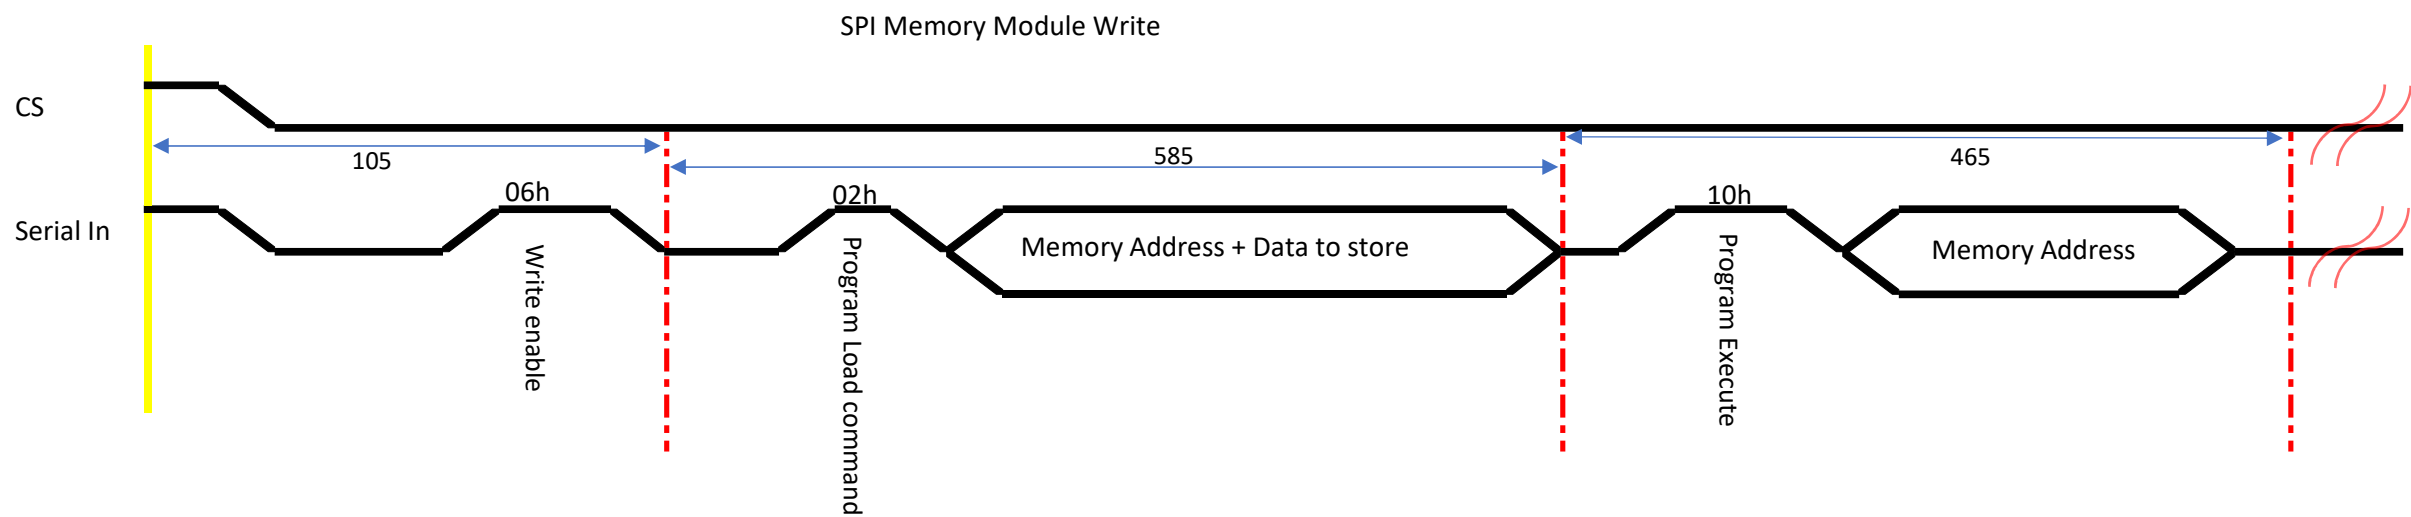 SPI Memory Module Write
CS
105
585
465
06h
02h
10h
Serial In
Write enable
Program Load command
Memory Address + Data to store
Program Execute
Memory Address